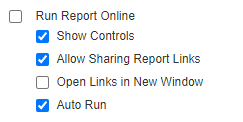 Run Report Online
Show Controls
Allow Sharing Report Links
Open Links in New Window
Auto Run